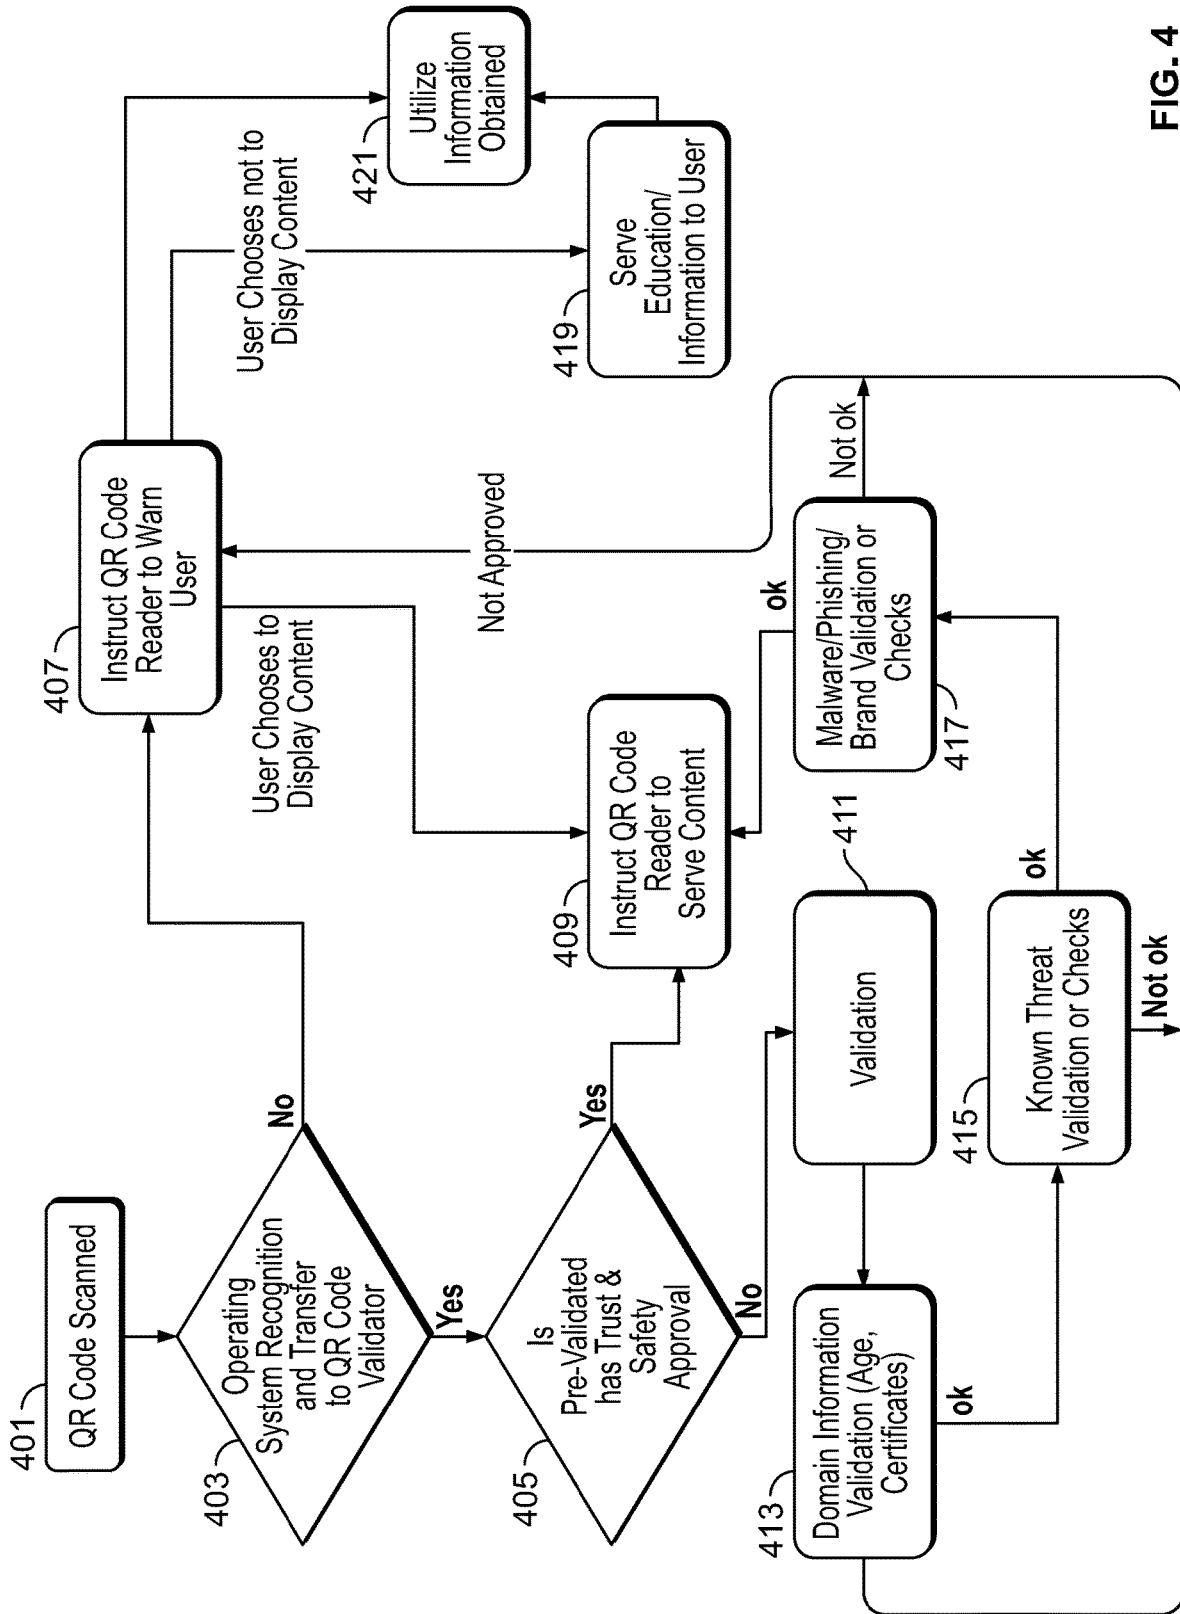 401
QR Code Scanned
403
Operating
System Recognition
and Transfer
to QR Code
Validator
No
Yes
407
Instruct QR Code
Reader to Warn
User
User Chooses to
Display Content
User Chooses not to
Display Content
421
Utilize
Information
Obtained
405
Is
Pre-Validated
has Trust &
Safety
Approval
Yes
No
409
Instruct QR Code
Reader to
Serve Content
Not Approved
419
Serve
Education/
Information to User
413
Domain Information
Validation (Age,
Certificates)
ok
411
Validation
415
Known Threat
Validation or Checks
ok
Not ok
417
Malware/Phishing/
Brand Validation or
Checks
ok
Not ok
FIG. 4